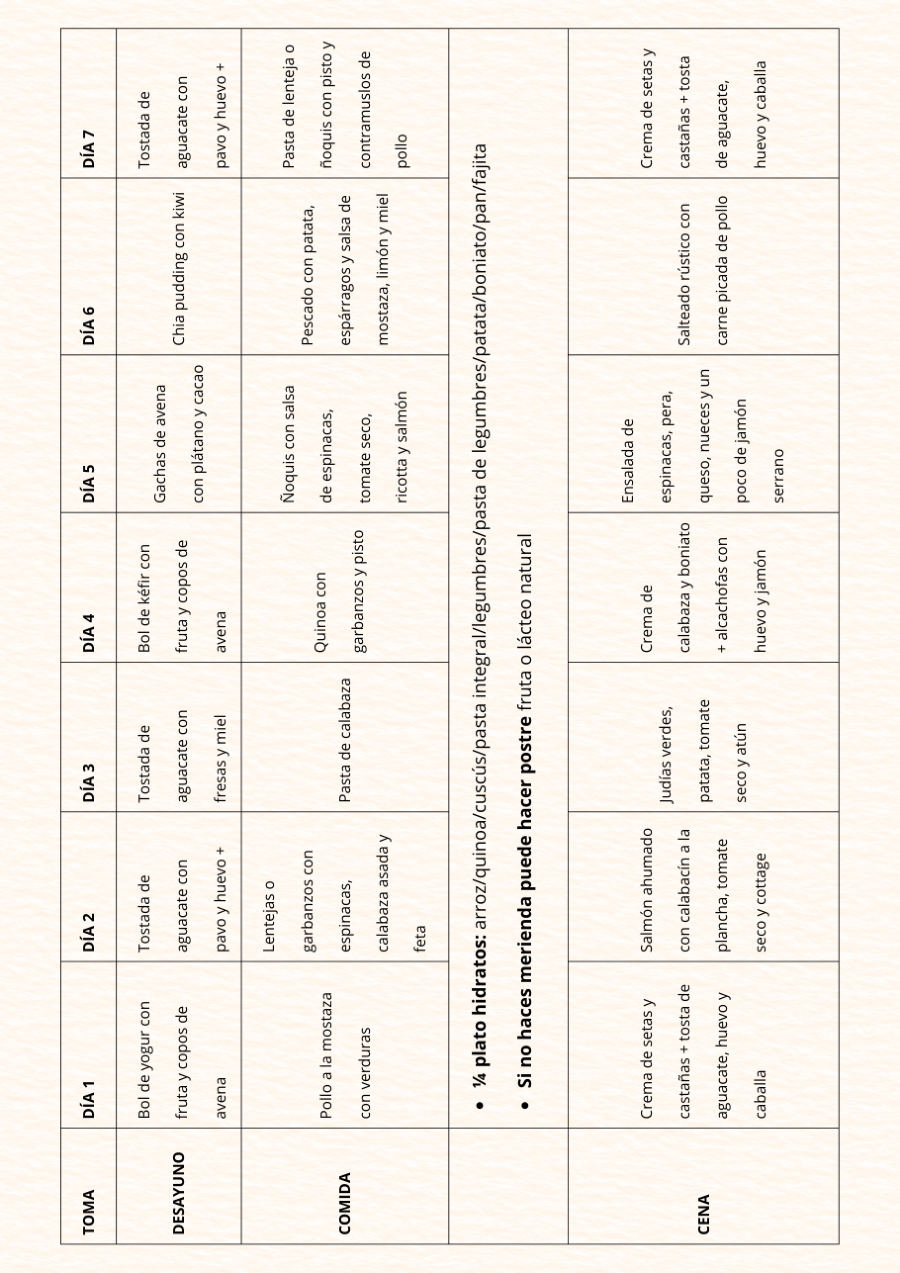 TOMA
DÍA 1
DÍA 2
DÍA 3
DÍA 4
DÍA 5
DÍA 6
DÍA 7
DESAYUNO
Bol de yogur con
fruta y copos de
avena
Tostada de
aguacate con
pavo y huevo +
Tostada de
aguacate con
fresas y miel
Bol de kéfir con
fruta y copos de
avena
Gachas de avena
con plátano y cacao
Chia pudding con kiwi
Tostada de
aguacate con
pavo y huevo +
COMIDA
Pollo a la mostaza
con verduras
Lentejas o
garbanzos con
espinacas,
calabaza asada y
feta
Pasta de calabaza
Quinoa con
garbanzos y pisto
Ñoquis con salsa
de espinacas,
tomate seco,
ricotta y salmón
Pescado con patata,
espárragos y salsa de
mostaza, limón y miel
Pasta de lenteja o
ñoquis con pisto y
contramuslos de
pollo
• ¼ plato hidratos: arroz/quinoa/cuscús/pasta integral/legumbres/pasta de legumbres/patata/boniato/pan/fajita
• Si no haces merienda puede hacer postre fruta o lácteo natural
CENA
Crema de setas y
castañas + tosta de
aguacate, huevo y
caballa
Salmón ahumado
con calabacín a la
plancha, tomate
seco y cottage
Judías verdes,
patata, tomate
seco y atún
Crema de
calabaza y boniato
+ alcachofas con
huevo y jamón
Ensalada de
espinacas, pera,
queso, nueces y un
poco de jamón
serrano
Salteado rústico con
carne picada de pollo
Crema de setas y
castañas + tosta
de aguacate,
huevo y caballa